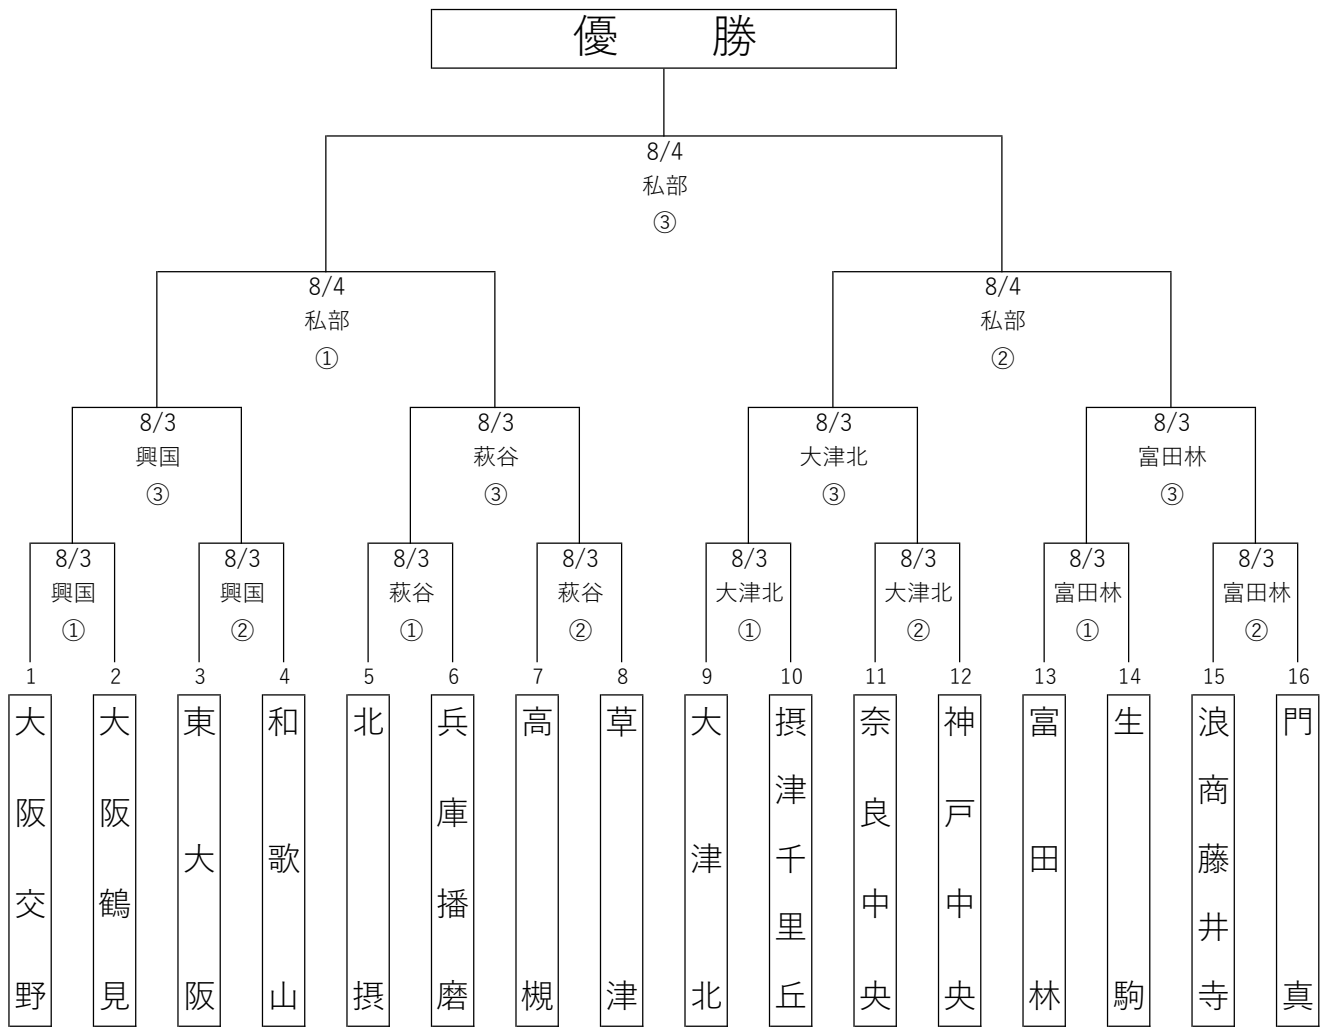 優 勝
8/4
私部
③
8/4 8/4
私部 私部
① ②
8/3 8/3 8/3 8/3
興国 萩谷 大津北 富田林
③ ③ ③ ③
8/3 8/3 8/3 8/3 8/3 8/3 8/3 8/3
興国 興国 萩谷 萩谷 大津北 大津北 富田林 富田林
① ② ① ② ① ② ① ②
1 2 3 4 5 6 7 8 9 10 11 12 13 14 15 16
大阪交野
大阪鶴見
東大阪
和歌山
北摂
兵庫播磨
高槻
草津
大津北
摂津千里丘
奈良中央
神戸中央
富田林
生駒
浪商藤井寺
門真